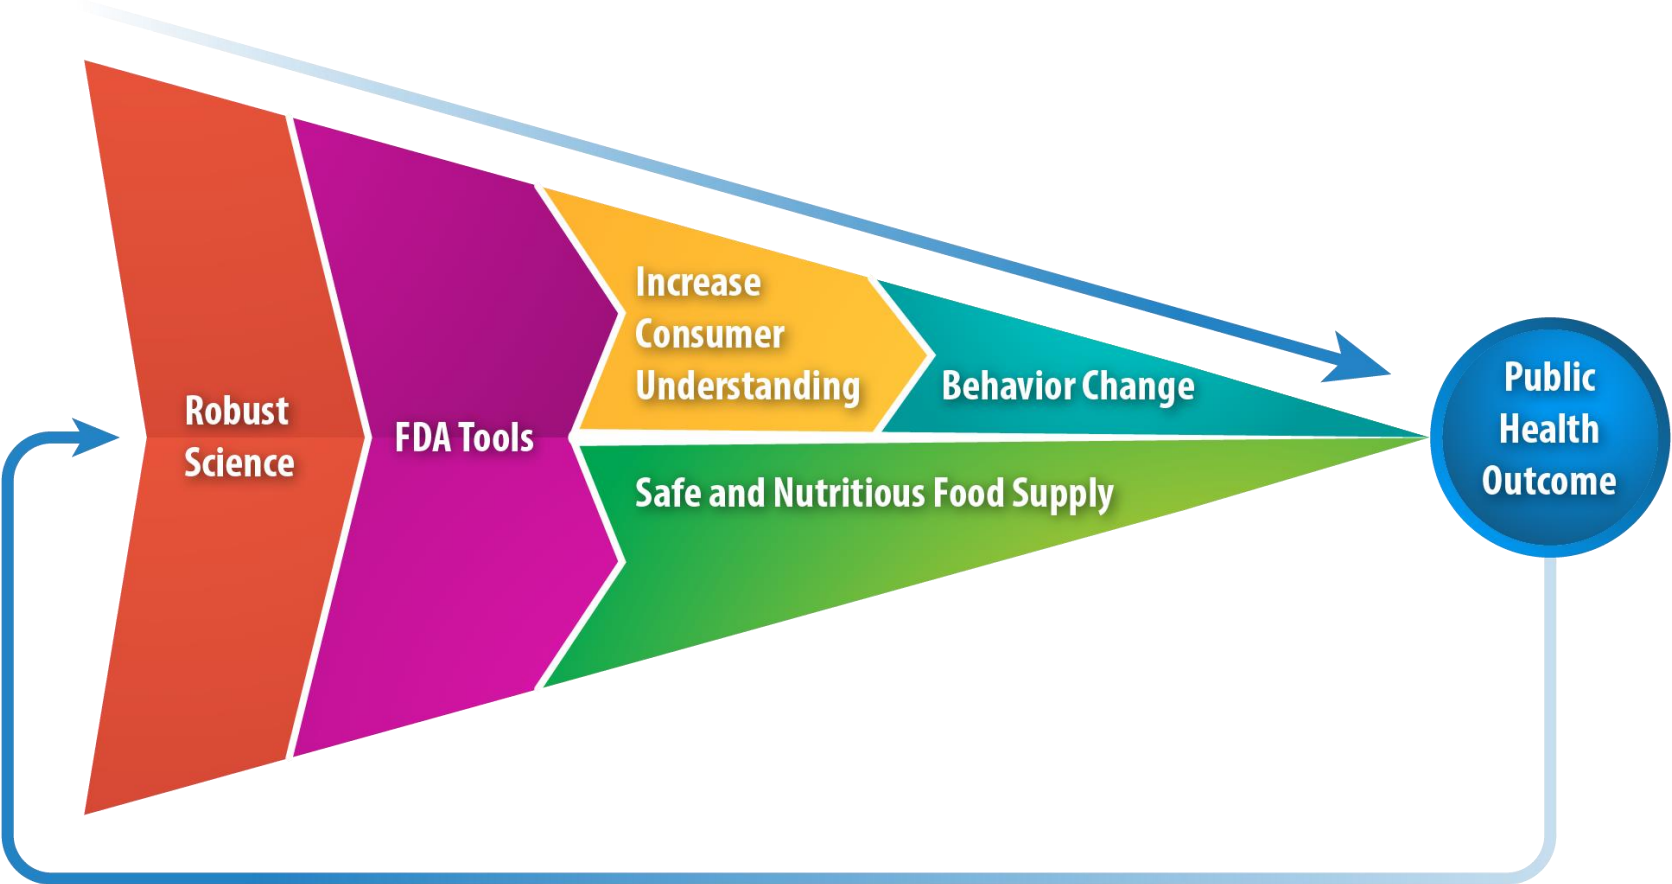 Robust
Science
FDA Tools
Increase
Consumer
Understanding
Behavior Change
Safe and Nutritious Food Supply
Public
Health
Outcome